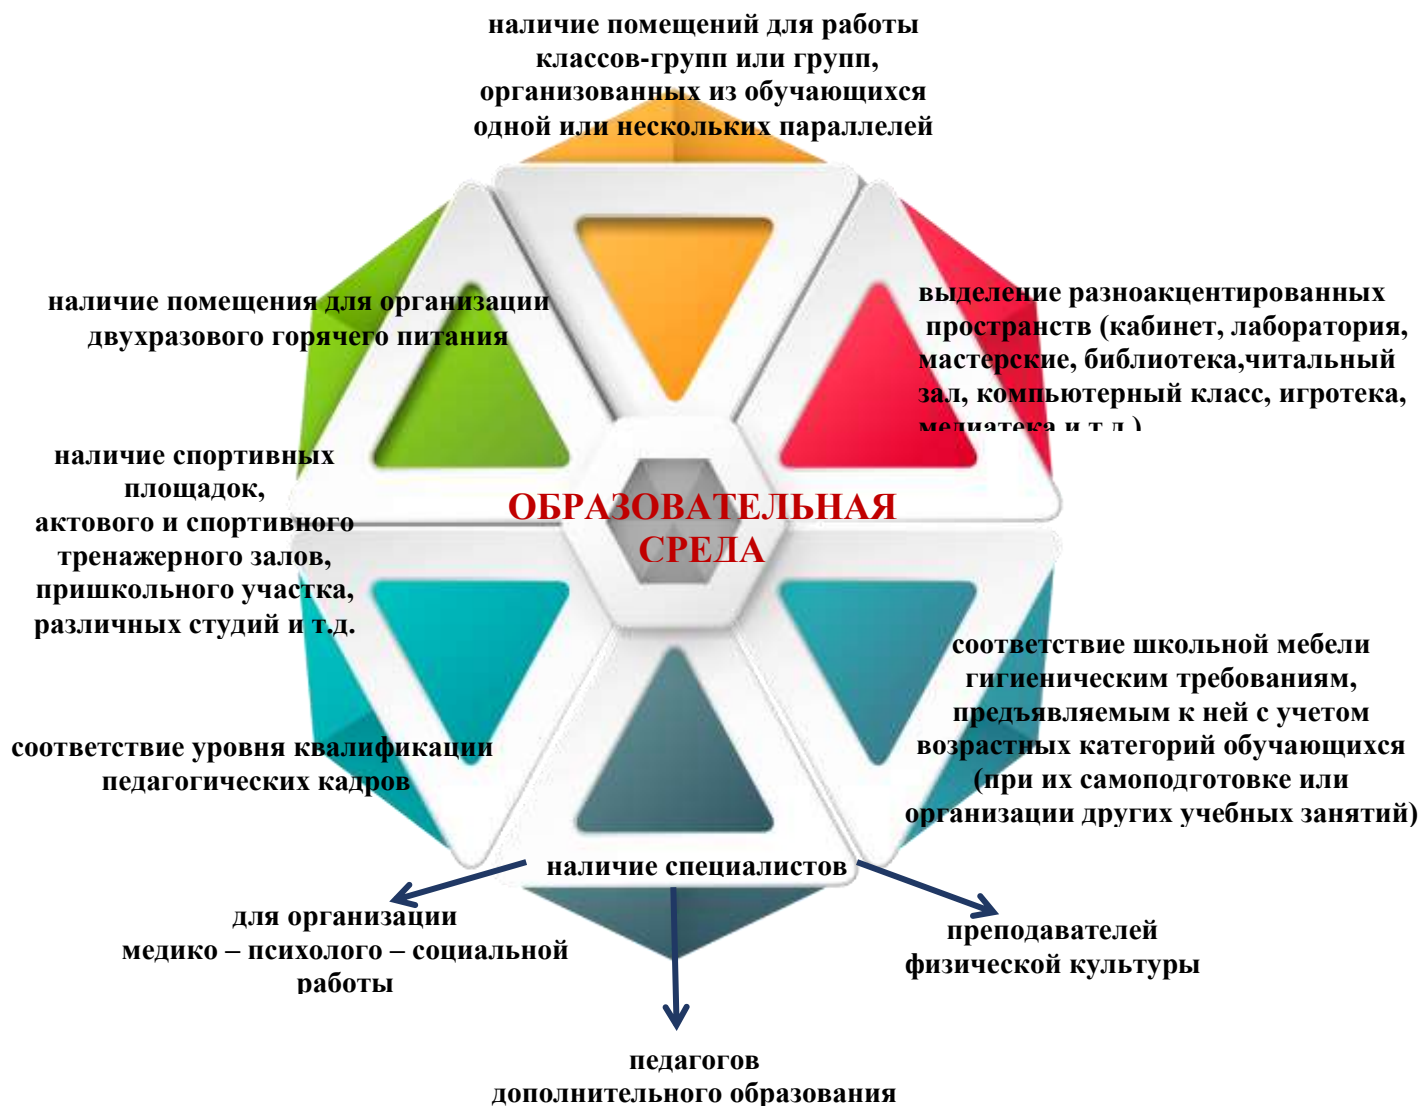 наличие помещений для работы
классов-групп или групп,
организованных из обучающихся
одной или нескольких параллелей
наличие помещения для организации
двухразового горячего питания
выделение разноакцентированных
пространств (кабинет, лаборатория,
мастерские, библиотека,читальный
зал, компьютерный класс, игротека,
медиатека и т.д.)
наличие спортивных
площадок,
актового и спортивного
тренажерного залов,
пришкольного участка,
различных студий и т.д.
ОБРАЗОВАТЕЛЬНАЯ
СРЕДА
соответствие школьной мебели
гигиеническим требованиям,
предъявляемым к ней с учетом
возрастных категорий обучающихся
(при их самоподготовке или
организации других учебных занятий)
соответствие уровня квалификации
педагогических кадров
наличие специалистов
для организации
медико – психолого – социальной
работы
преподавателей
физической культуры
педагогов
дополнительного образования